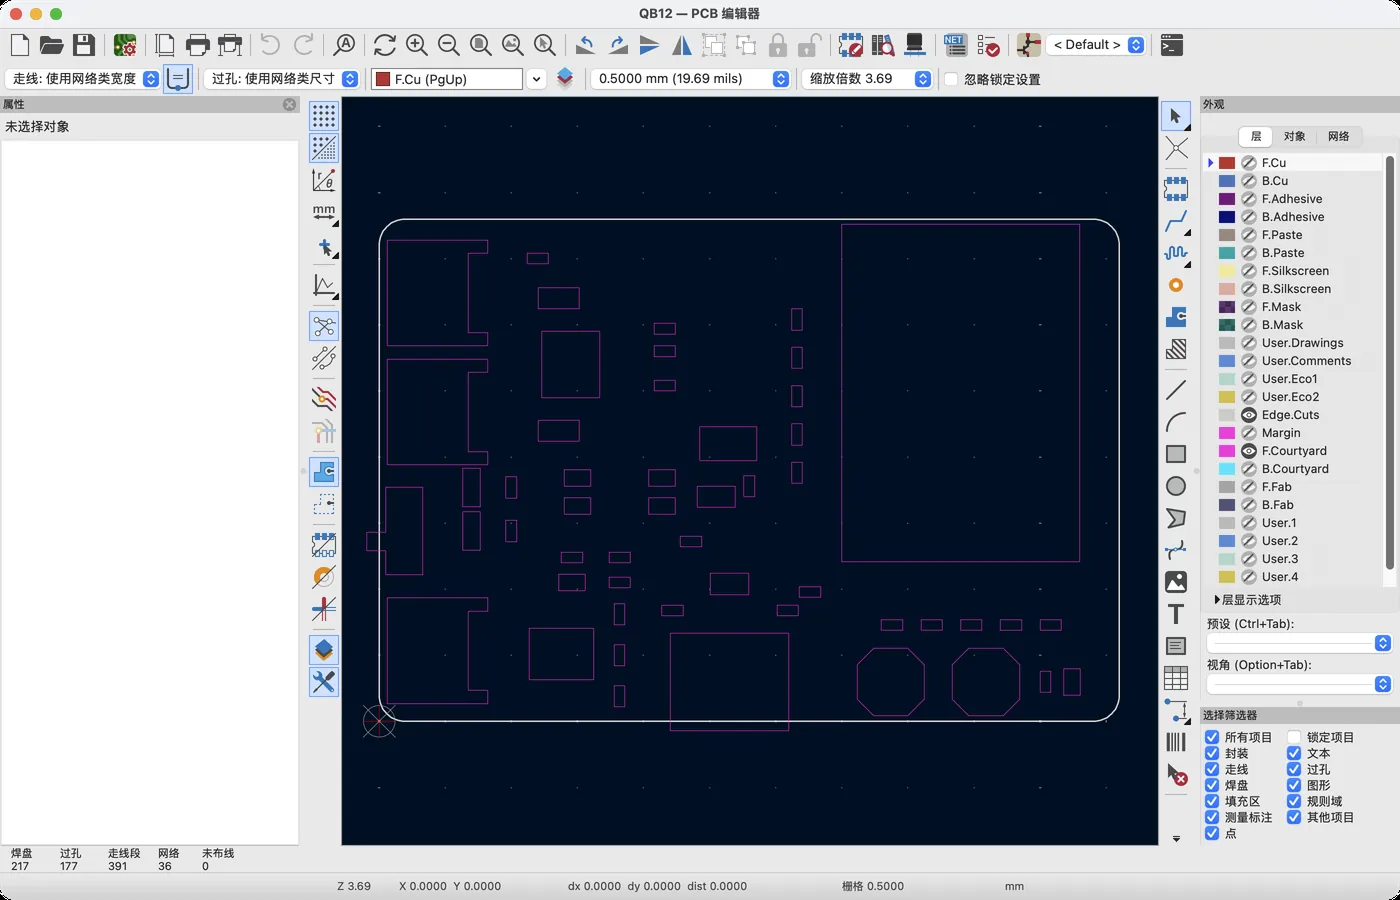 QB12 — PCB 编辑器
NET
< Default >
走线: 使用网络类宽度
过孔: 使用网络类尺寸
F.Cu (PgUp)
0.5000 mm (19.69 mils)
缩放倍数 3.69
忽略锁定设置
属性
未选择对象
mm
外观
层
对象
网络
F.Cu
B.Cu
F.Adhesive
B.Adhesive
F.Paste
B.Paste
F.Silkscreen
B.Silkscreen
F.Mask
B.Mask
User.Drawings
User.Comments
User.Eco1
User.Eco2
Edge.Cuts
Margin
F.Courtyard
B.Courtyard
F.Fab
B.Fab
User.1
User.2
User.3
User.4
层显示选项
预设 (Ctrl+Tab):
视角 (Option+Tab):
选择筛选器
所有项目
锁定项目
封装
文本
走线
过孔
焊盘
图形
填充区
规则域
测量标注
其他项目
点
焊盘 过孔 走线段 网络 未布线
217 177 391 36 0
Z 3.69 X 0.0000 Y 0.0000 dx 0.0000 dy 0.0000 dist 0.0000 栅格 0.5000 mm